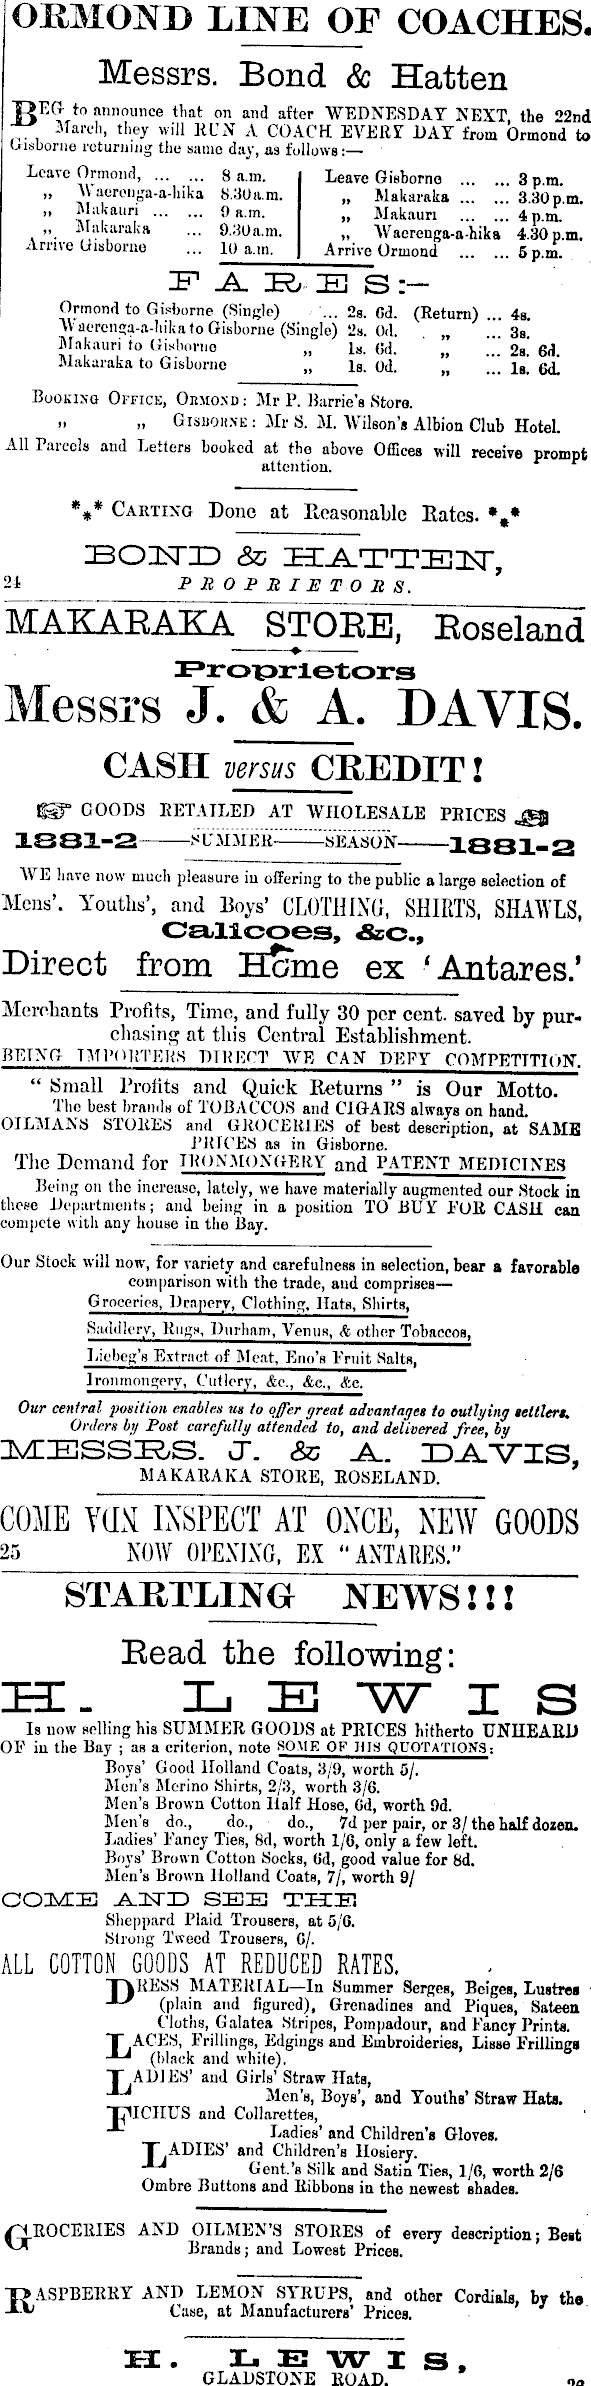 ORMOND LINE OF COACHES.
Messrs. Bond & Hatten
BEG to announce that on and after WEDNESDAY NEXT, the 22nd
March, they will RUN A COACH EVERY DAY from Ormond to
Gisborne returning the same day, as follows:—
Leave Ormond, ... ... 8 a.m.
„ Waerenga-a-hika 8.30 a.m.
„ Makauri ... ... 9 a.m.
„ Makaraka ... 9.30 a.m.
Arrive Gisborne ... 10 a.m.
Leave Gisborne ... ... 3 p.m.
„ Makaraka ... ... 3.30 p.m.
„ Makauri ... ... 4 p.m.
„ Waerenga-a-hika 4.30 p.m.
Arrive Ormond ... ... 5 p.m.
FARES:—
Ormond to Gisborne (Single) ... 2s. 6d. (Return) ... 4s.
Waerenga-a-hika to Gisborne (Single) 2s. 0d. „ ... 3s.
Makauri to Gisborne „ 1s. 6d. „ ... 2s. 6d.
Makaraka to Gisborne „ 1s. 0d. „ ... 1s. 6d.
BOOKING OFFICE, ORMOND: Mr P. Barrie's Store.
„ „ GISBORNE: Mr S. M. Wilson's Albion Club Hotel.
All Parcels and Letters booked at the above Offices will receive prompt
attention.
*** CARTING Done at Reasonable Rates. ***
BOND & HATTEN,
24 PROPRIETORS.
MAKARAKA STORE, Roseland
Proprietors
Messrs J. & A. DAVIS.
CASH versus CREDIT!
GOODS RETAILED AT WHOLESALE PRICES
1881-2—SUMMER—SEASON—1881-2
WE have now much pleasure in offering to the public a large selection of
Mens'. Youths', and Boys' CLOTHING, SHIRTS, SHAWLS,
Calicoes, &c.,
Direct from Home ex 'Antares.'
Merchants Profits, Time, and fully 30 per cent. saved by pur-
chasing at this Central Establishment.
BEING IMPORTERS DIRECT WE CAN DEFY COMPETITION.
"Small Profits and Quick Returns" is Our Motto.
The best brands of TOBACCOS and CIGARS always on hand.
OILMANS STORES and GROCERIES of best description, at SAME
PRICES as in Gisborne.
The Demand for IRONMONGERY and PATENT MEDICINES
Being on the increase, lately, we have materially augmented our Stock in
these Departments; and being in a position TO BUY FOR CASH can
compete with any house in the Bay.
Our Stock will now, for variety and carefulness in selection, bear a favorable
comparison with the trade, and comprises—
Groceries, Drapery, Clothing, Hats, Shirts,
Saddlery, Rugs, Durham, Venus, & other Tobaccos,
Liebeg's Extract of Meat, Eno's Fruit Salts,
Ironmongery, Cutlery, &c., &c., &c.
Our central position enables us to offer great advantages to outlying settlers.
Orders by Post carefully attended to, and delivered free, by
MESSRS. J. & A. DAVIS,
MAKARAKA STORE, ROSELAND.
COME AND INSPECT AT ONCE, NEW GOODS
25 NOW OPENING, EX "ANTARES."
STARTLING NEWS!!!
Read the following:
H. LEWIS
Is now selling his SUMMER GOODS at PRICES hitherto UNHEARD
OF in the Bay ; as a criterion, note SOME OF HIS QUOTATIONS:
Boys' Good Holland Coats, 3/9, worth 5/.
Men's Merino Shirts, 2/3, worth 3/6.
Men's Brown Cotton Half Hose, 6d, worth 9d.
Men's do., do., do., 7d per pair, or 3/ the half dozen.
Ladies' Fancy Ties, 8d, worth 1/6, only a few left.
Boys' Brown Cotton Socks, 6d, good value for 8d.
Men's Brown Holland Coats, 7/, worth 9/
COME AND SEE THE
Sheppard Plaid Trousers, at 5/6.
Strong Tweed Trousers, 6/.
ALL COTTON GOODS AT REDUCED RATES.
DRESS MATERIAL—In Summer Serges, Beiges, Lustres
(plain and figured), Grenadines and Piques, Sateen
Cloths, Galatea Stripes, Pompadour, and Fancy Prints.
LACES, Frillings, Edgings and Embroideries, Lisse Frillings
(black and white).
LADIES' and Girls' Straw Hats,
Men's, Boys', and Youths' Straw Hats.
FICHUS and Collarettes,
Ladies' and Children's Gloves.
LADIES' and Children's Hosiery.
Gent.'s Silk and Satin Ties, 1/6, worth 2/6
Ombre Buttons and Ribbons in the newest shades.
GROCERIES AND OILMEN'S STORES of every description; Best
Brands; and Lowest Prices.
RASPBERRY AND LEMON SYRUPS, and other Cordials, by the
Case, at Manufacturers' Prices.
H. LEWIS,
GLADSTONE ROAD.